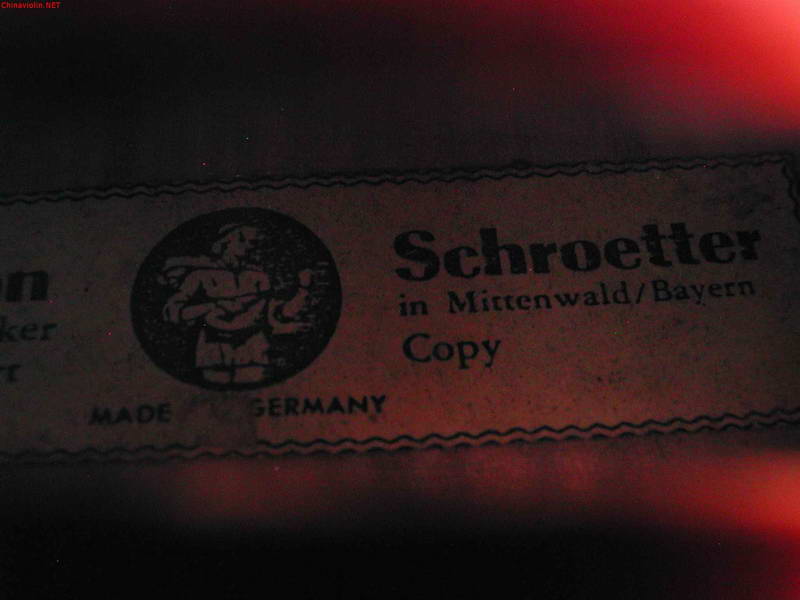 Chinaviolin.NET
Schroetter
in Mittenwald/Bayern
Copy
MADE GERMANY